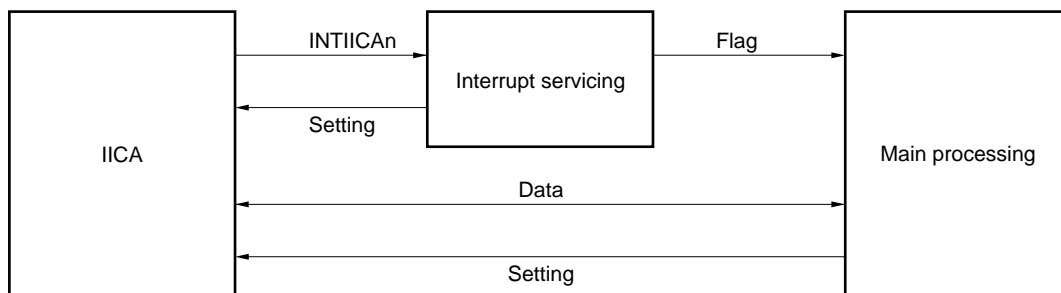 INTIICAn
Flag
Interrupt servicing
Setting
IICA
Main processing
Data
Setting